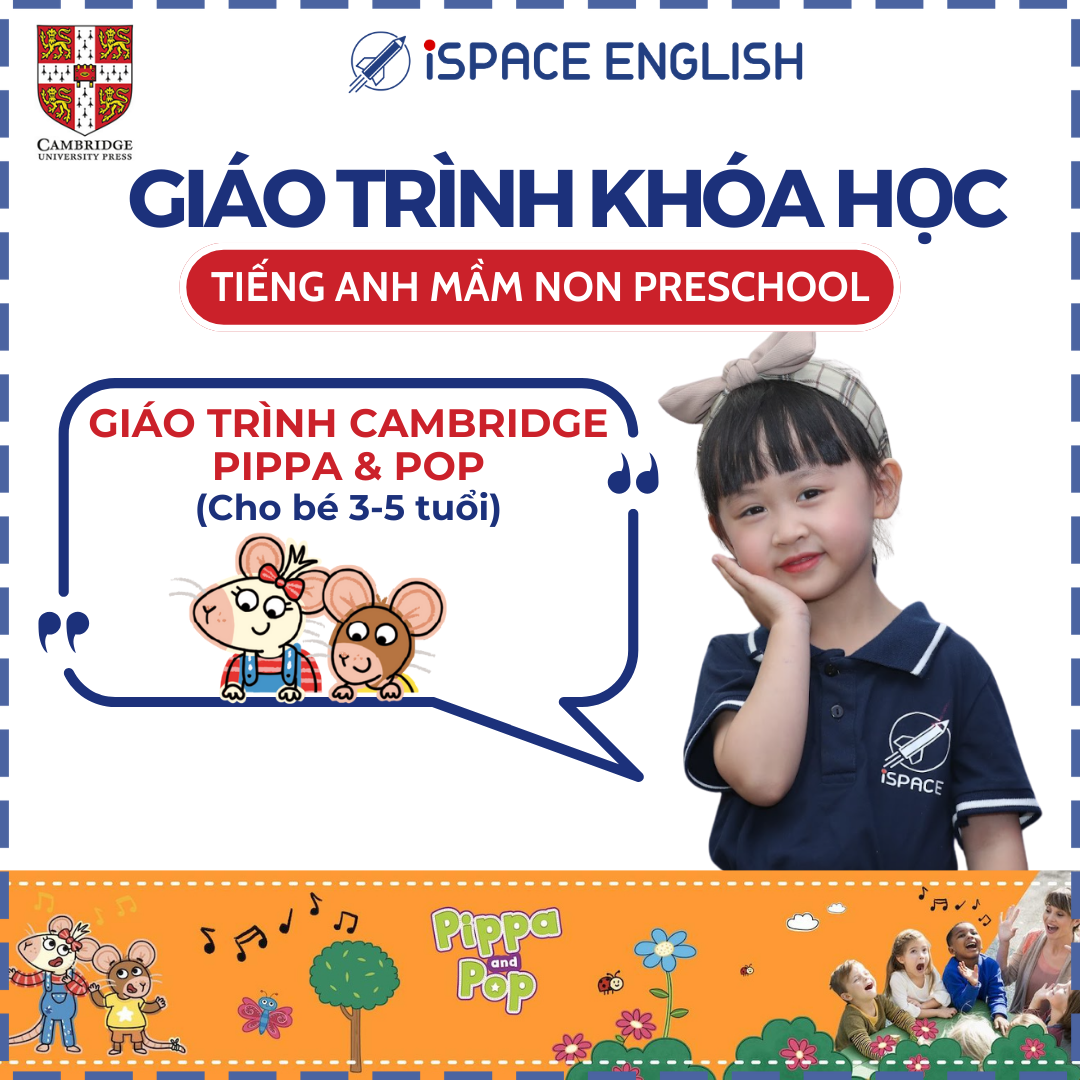 CAMBRIDGE
UNIVERSITY PRESS
iSPACE ENGLISH
GIÁO TRÌNH KHÓA HỌC
TIẾNG ANH MẦM NON PRESCHOOL
GIÁO TRÌNH CAMBRIDGE
PIPPA & POP
(Cho bé 3-5 tuổi)
iSPACE
Pippa
and
Pop